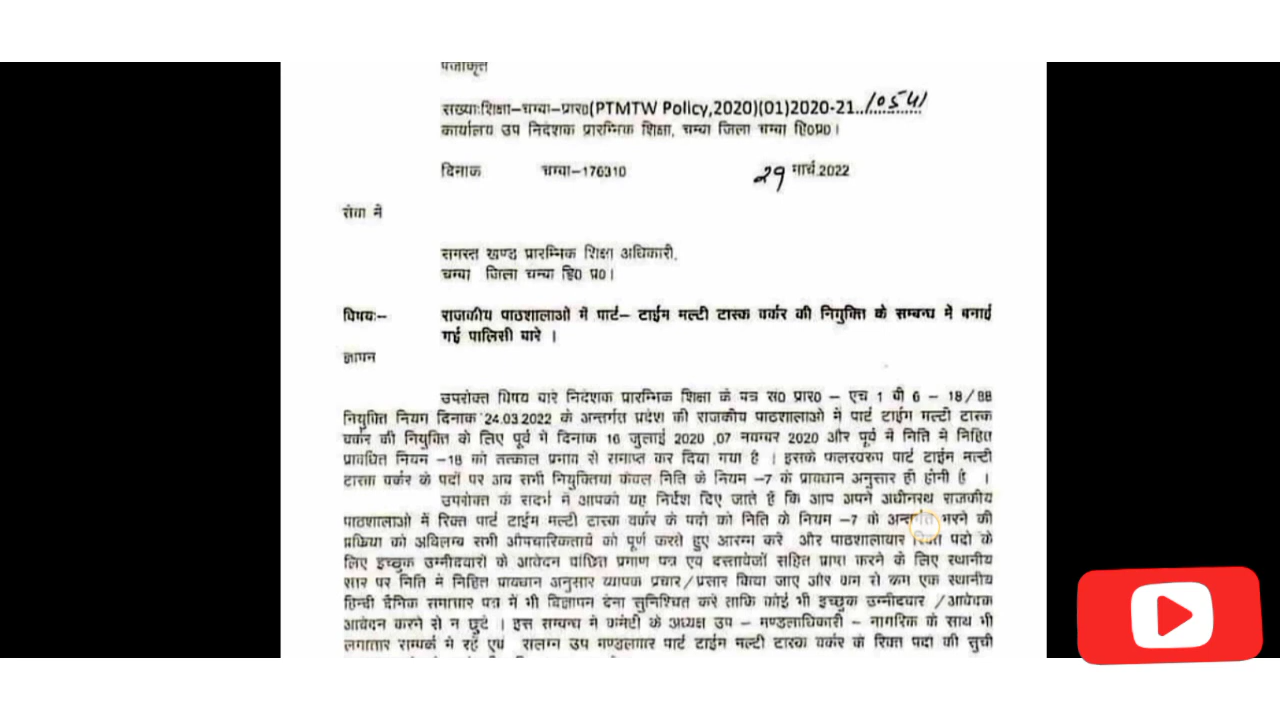 पंजीकृत
संख्याःशिक्षा–चम्बा–प्रार0(PTMTW Policy,2020)(01)2020-21..10541
कार्यालय उप निदेशक प्रारम्भिक शिक्षा, चम्बा जिला चम्बा हि0प्र0।
दिनांक चम्बा–176310 29 मार्च.2022
सेवा में
समस्त खण्ड प्रारम्भिक शिक्षा अधिकारी,
चम्बा जिला चम्बा हि0 प्र0।
विषयः– राजकीय पाठशालाओं में पार्ट– टाईम मल्टी टास्क वर्कर की नियुक्ति के सम्बन्ध में बनाई
गई पालिसी बारे ।
ज्ञापन
उपरोक्त विषय बारे निदेशक प्रारम्भिक शिक्षा के पत्र सं0 प्रार0 – एच 1 वी 6 – 18/88
नियुक्ति नियम दिनांक 24.03.2022 के अन्तर्गत प्रदेश की राजकीय पाठशालाओं में पार्ट टाईम मल्टी टास्क
वर्कर की नियुक्ति के लिए पूर्व में दिनांक 16 जुलाई 2020 ,07 नवम्बर 2020 और पूर्व में निति में निहित
प्रावधित नियम –18 को तत्काल प्रभाव से समाप्त कर दिया गया है । इसके फलस्वरुप पार्ट टाईम मल्टी
टास्क वर्कर के पदों पर अब सभी नियुक्तियां केवल निति के नियम –7 के प्रावधान अनुसार ही होनी है ।
उपरोक्त के संदर्भ में आपको यह निर्देश दिए जाते हैं कि आप अपने अधीनस्थ राजकीय
पाठशालाओं में रिक्त पार्ट टाईम मल्टी टास्क वर्कर के पदों को निति के नियम –7 के अन्तर्गत भरने की
प्रक्रिया को अविलम्ब सभी औपचारिकताये को पूर्ण करते हुए आरम्भ करे और पाठशालावार रिक्त पदो के
लिए इच्छुक उम्मीदवारों के आवेदन वांछित प्रमाण पत्र एवं दस्तावेजों सहित प्राप्त करने के लिए स्थानीय
स्तर पर निति में निहित प्रावधान अनुसार व्यापक प्रचार/प्रसार किया जाए और कम से कम एक स्थानीय
हिन्दी दैनिक समाचार पत्र में भी विज्ञापन देना सुनिश्चित करे ताकि कोई भी इच्छुक उम्मीदवार /आवेदक
आवेदन करने से न छुटे । इस सम्बन्ध में कमेटी के अध्यक्ष उप – मण्डलाधिकारी – नागरिक के साथ भी
लगातार सम्पर्क में रहें एवं संलग्न उप मण्डलवार पार्ट टाईम मल्टी टास्क वर्कर के रिक्त पदों की सुची